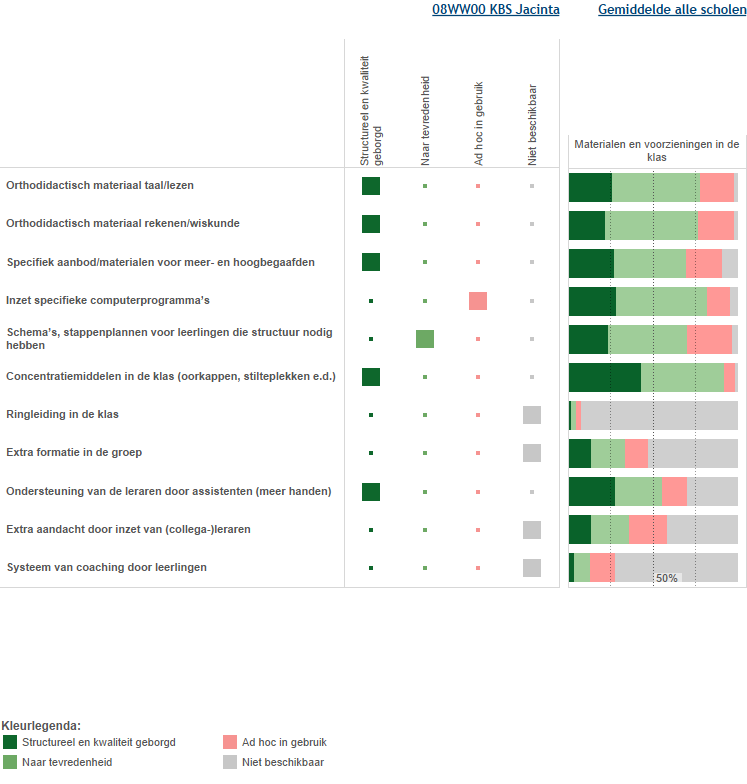 08WW00 KBS Jacinta
Gemiddelde alle scholen
Structureel en kwaliteit
geborgd
Naar tevredenheid
Ad hoc in gebruik
Niet beschikbaar
Materialen en voorzieningen in de
klas
Orthodidactisch materiaal taal/lezen
Orthodidactisch materiaal rekenen/wiskunde
Specifiek aanbod/materialen voor meer- en hoogbegaafden
Inzet specifieke computerprogramma's
Schema's, stappenplannen voor leerlingen die structuur nodig
hebben
Concentratiemiddelen in de klas (oorkappen, stilteplekken e.d.)
Ringleiding in de klas
Extra formatie in de groep
Ondersteuning van de leraren door assistenten (meer handen)
Extra aandacht door inzet van (collega-)leraren
Systeem van coaching door leerlingen
50%
Kleurlegenda:
Structureel en kwaliteit geborgd
Ad hoc in gebruik
Naar tevredenheid
Niet beschikbaar